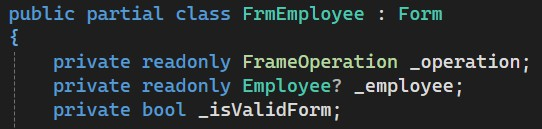 public partial class FrmEmployee : Form
{
    private readonly FrameOperation _operation;
    private readonly Employee? _employee;
    private bool _isValidForm;